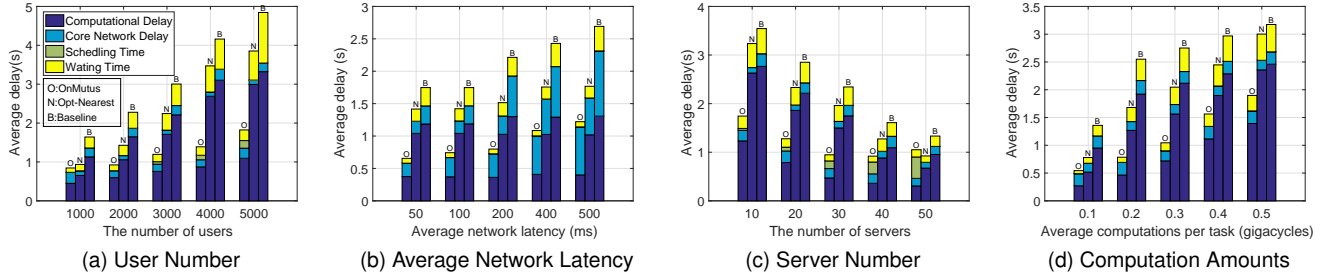 Average delay(s)
5
4
3
2
1
0
Computational Delay
Core Network Delay
Schedling Time
Wating Time
O:OnMutus
N:Opt-Nearest
B:Baseline
O N B
O N B
O N B
O N B
O N B
1000 2000 3000 4000 5000
The number of users
(a) User Number
Average delay(s)
3
2.5
2
1.5
1
0.5
0
O N B
O N B
O N B
O N B
O N B
50 100 200 400 500
Average network latency (ms)
(b) Average Network Latency
Average delay (s)
4
3
2
1
0
O N B
O N B
O N B
O N B
O N B
10 20 30 40 50
The number of servers
(c) Server Number
Average delay (s)
3.5
3
2.5
2
1.5
1
0.5
0
O N B
O N B
O N B
O N B
O N B
0.1 0.2 0.3 0.4 0.5
Average computations per task (gigacycles)
(d) Computation Amounts